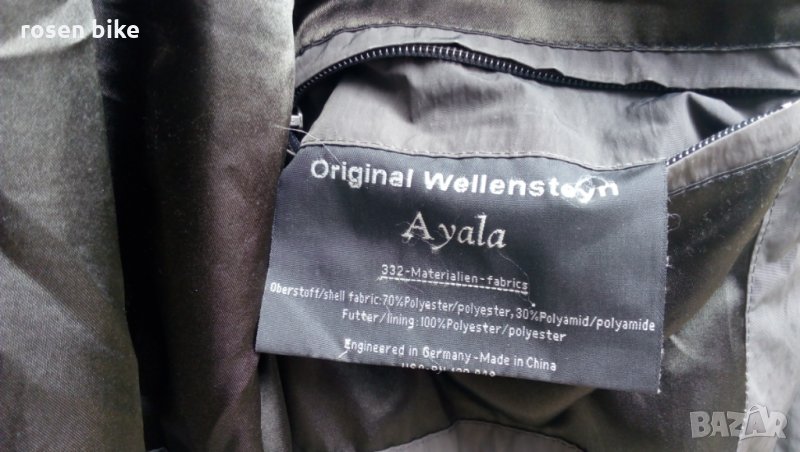 rosen bike
Original Wellensteyn
Ayala
332-Materialien-fabrics
Oberstoff/shell fabric:70%Polyester/polyester,30%Polyamid/polyamide
Futter/lining:100%Polyester/polyester
Engineered in Germany-Made in China
BAZAR